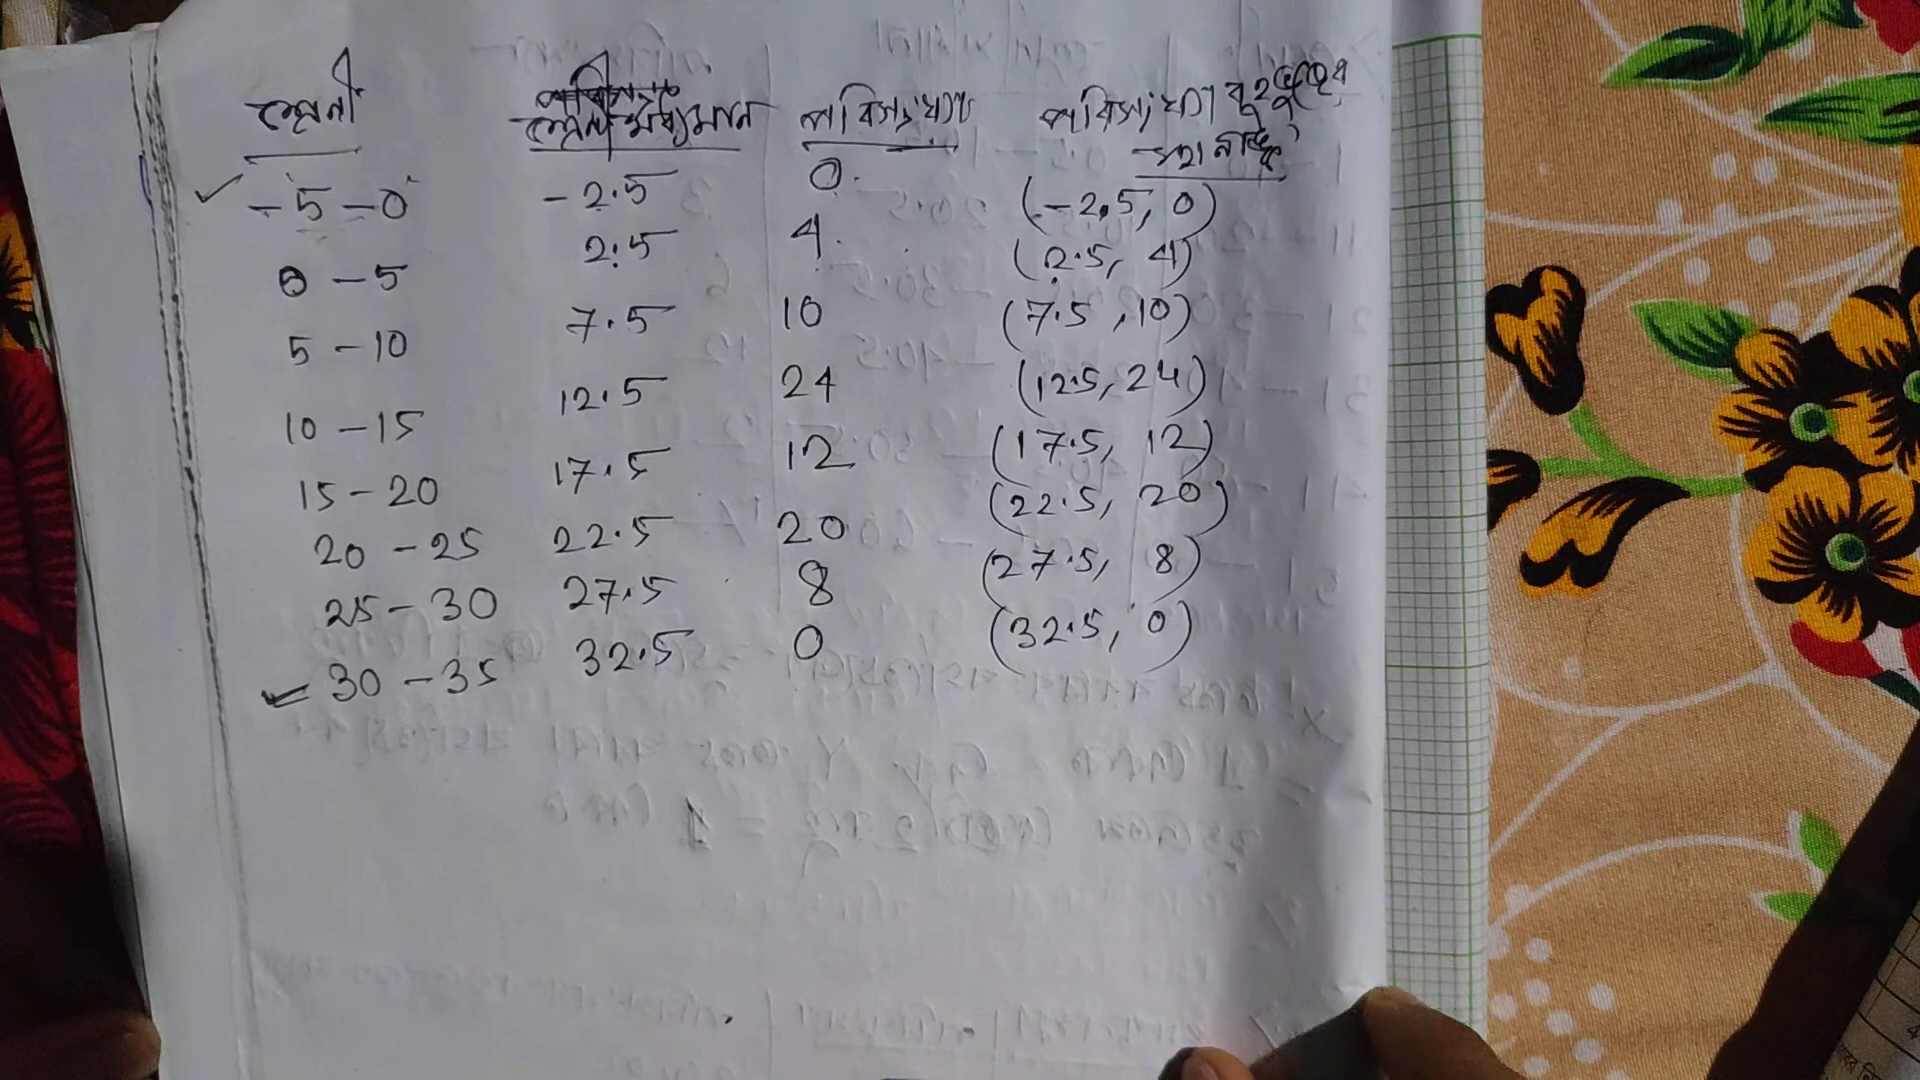 শ্রেনী শ্রেনী মধ্যমান পরিসংখ্যা পরিসংখ্যা বহুভুজের
স্থানাঙ্ক
-5-0 -2.5 0 (-2.5, 0)
0-5 2.5 4 (2.5, 4)
5-10 7.5 10 (7.5, 10)
10-15 12.5 24 (12.5, 24)
15-20 17.5 12 (17.5, 12)
20-25 22.5 20 (22.5, 20)
25-30 27.5 8 (27.5, 8)
30-35 32.5 0 (32.5, 0)